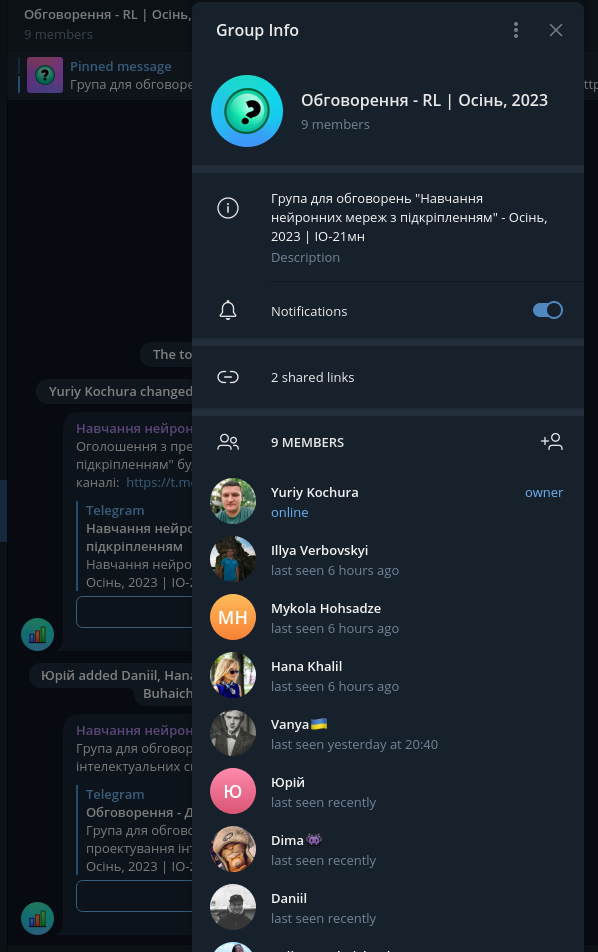 Обговорення - RL | Осінь,
9 members
Pinned message
Група для обговоре
Group Info
Обговорення - RL | Осінь, 2023
9 members
Група для обговорень "Навчання
нейронних мереж з підкріпленням" - Осінь,
2023 | ІО-21мн
Description
Notifications
2 shared links
9 MEMBERS
Yuriy Kochura
owner
online
Illya Verbovskyi
last seen 6 hours ago
MH
Mykola Hohsadze
last seen 6 hours ago
Hana Khalil
last seen 6 hours ago
Vanya🇺🇦
last seen yesterday at 20:40
Ю
Юрій
last seen recently
Dima👾
last seen recently
Daniil
last seen recently
The to
Yuriy Kochura changed
Навчання нейрон
Оголошення з пре
підкріпленням" бу
каналі: https://t.m
Telegram
Навчання нейро
підкріпленням
Навчання нейро
Осінь, 2023 | ІО-2
Юрій added Daniil, Hana
Buhaich
Навчання нейрон
Група для обговор
інтелектуальних си
Telegram
Обговорення - Д
Група для обгово
проектування інт
Осінь, 2023 | ІО-2